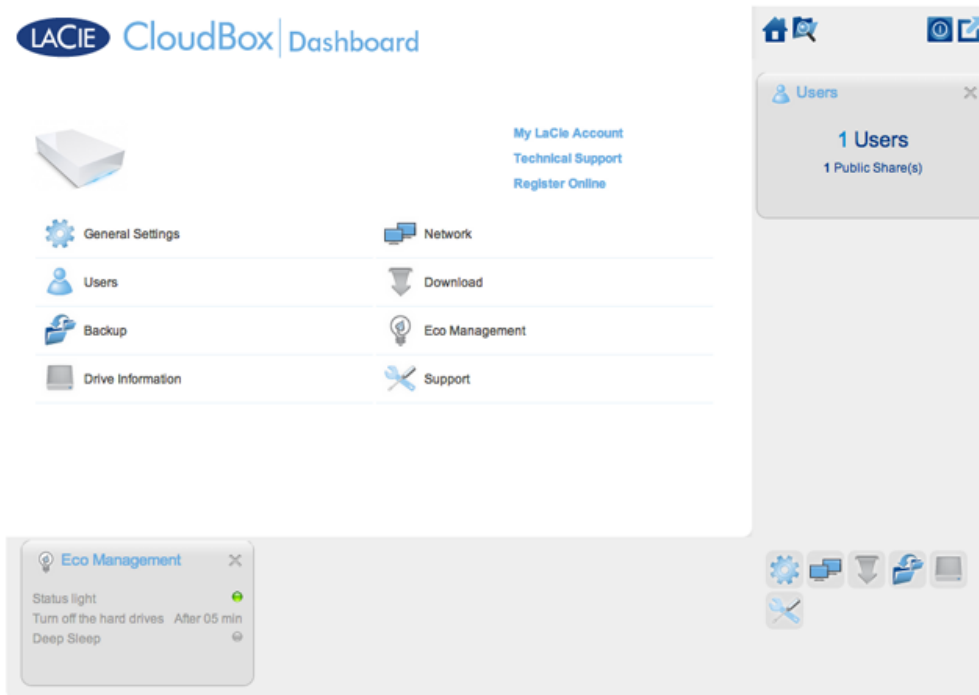 LACIE CloudBox Dashboard
Users
1 Users
1 Public Share(s)
My LaCie Account
Technical Support
Register Online
General Settings
Network
Users
Download
Backup
Eco Management
Drive Information
Support
Eco Management
Status light
Turn off the hard drives After 05 min
Deep Sleep